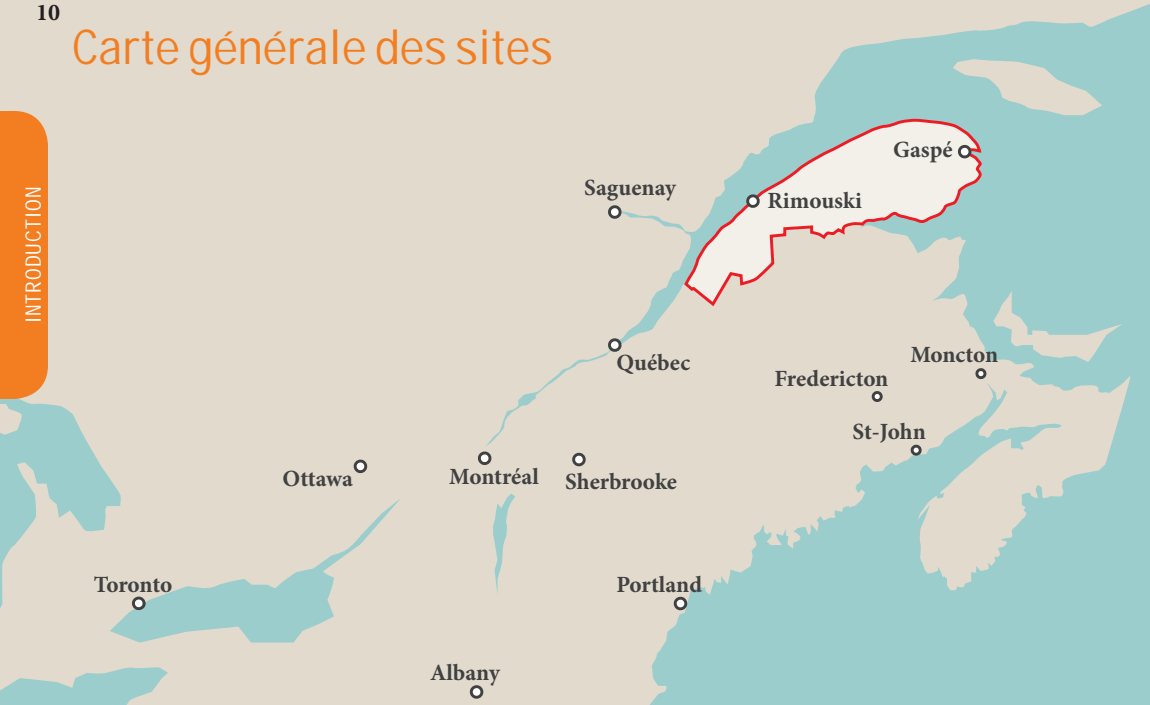 10
Carte générale des sites
INTRODUCTION
Gaspé
Saguenay
Rimouski
Québec
Moncton
Fredericton
St-John
Ottawa
Montréal
Sherbrooke
Toronto
Portland
Albany